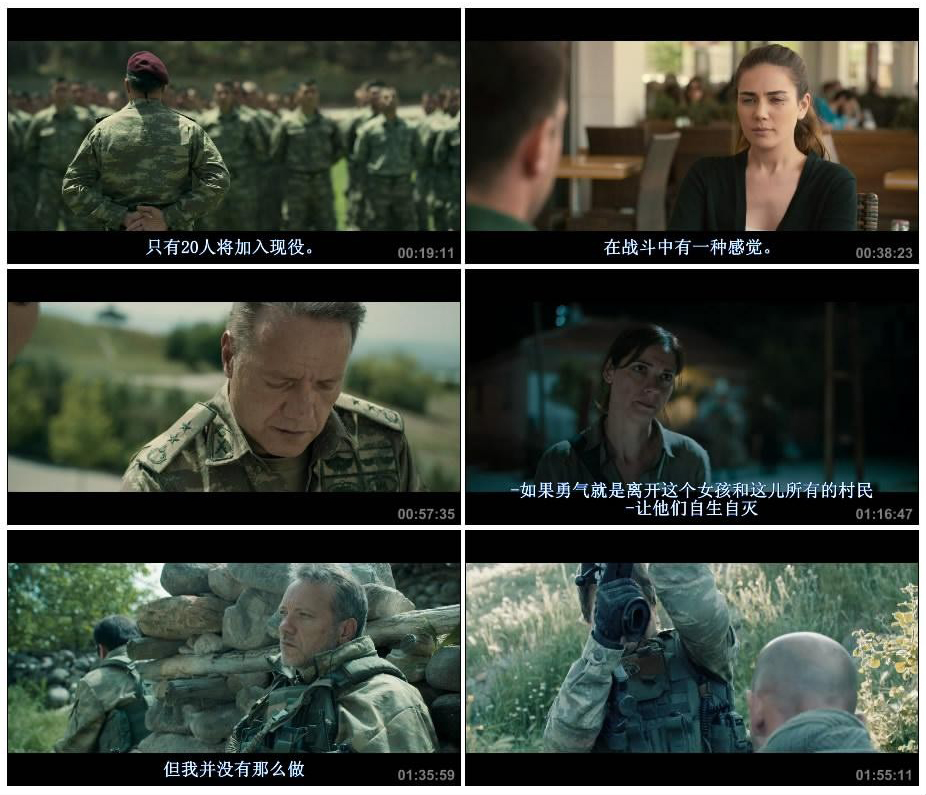 只有20人将加入现役。
00:19:11
在战斗中有一种感觉。
00:38:23
00:57:35
-如果勇气就是离开这个女孩和这儿所有的村民
-让他们自生自灭
01:16:47
但我并没有那么做
01:35:59
01:55:11